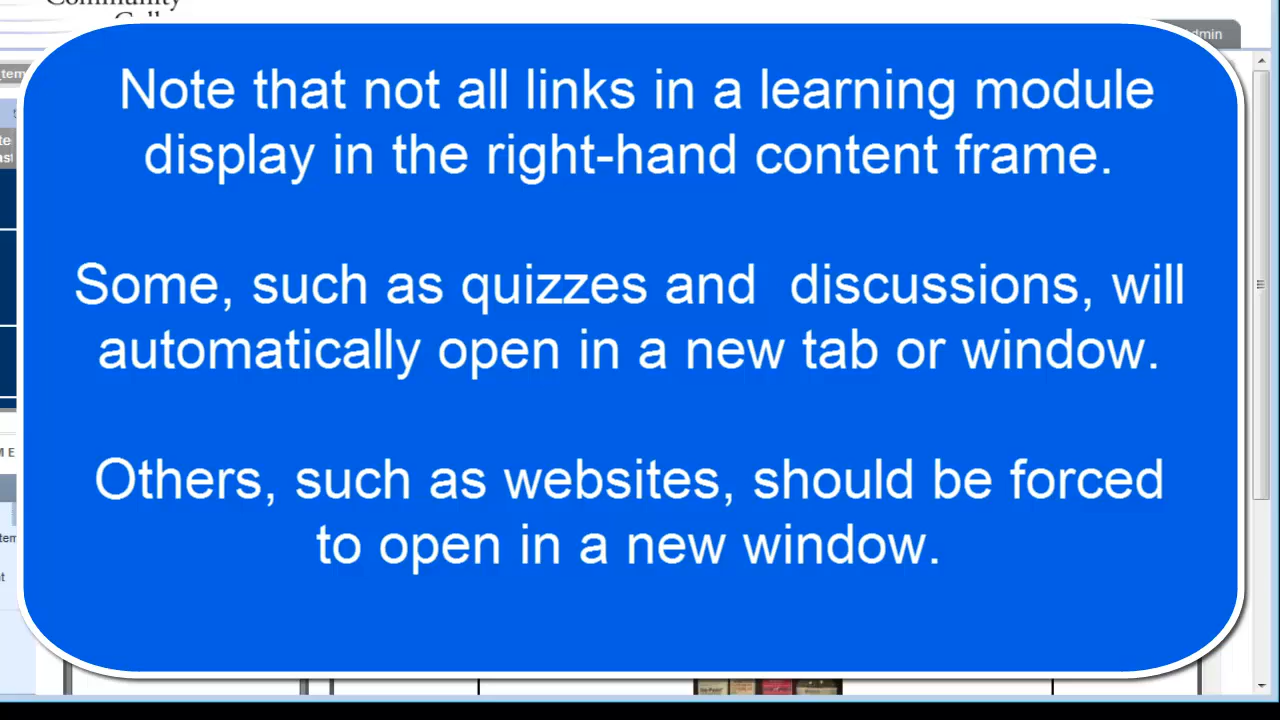 Community
dmin
Note that not all links in a learning module
display in the right-hand content frame.
Some, such as quizzes and  discussions, will
automatically open in a new tab or window.
Others, such as websites, should be forced
to open in a new window.